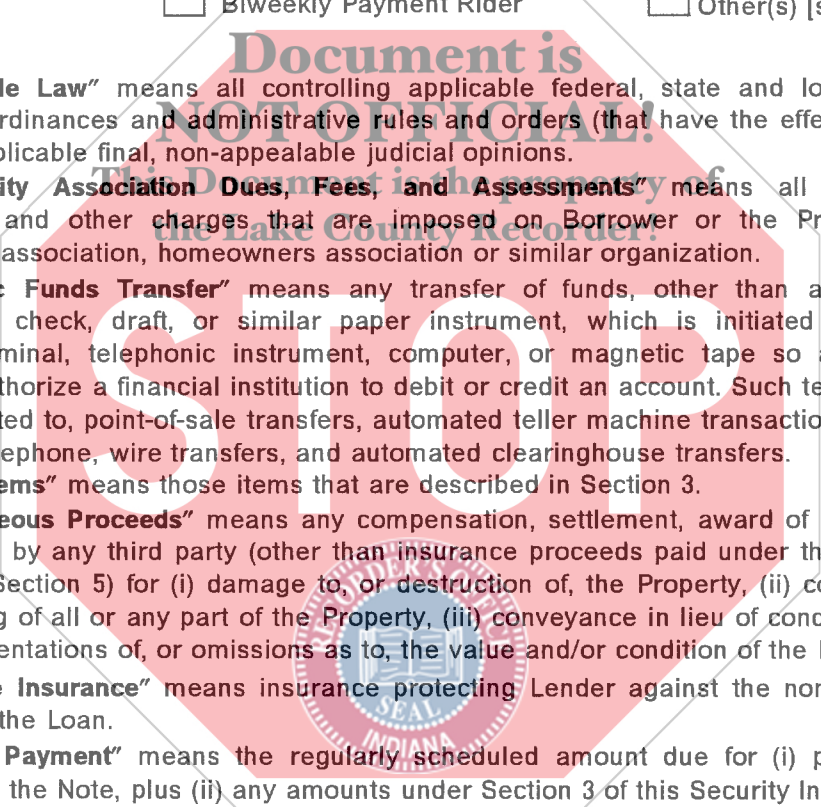 Biweekly Payment Rider Other(s) [s
Document is
le Law" means all controlling applicable federal, state and lo
rdinances and administrative rules and orders (that have the effe
NOT OFFICIAL!
plicable final, non-appealable judicial opinions.
This Document is the property of
ity Association Dues, Fees, and Assessments" means all
and other charges that are imposed on Borrower or the Pr
the Lake County Recorder!
association, homeowners association or similar organization.
c Funds Transfer" means any transfer of funds, other than a
check, draft, or similar paper instrument, which is initiated
minal, telephonic instrument, computer, or magnetic tape so a
thorize a financial institution to debit or credit an account. Such te
ted to, point-of-sale transfers, automated teller machine transactio
STOP
ephone, wire transfers, and automated clearinghouse transfers.
ems" means those items that are described in Section 3.
eous Proceeds" means any compensation, settlement, award of
by any third party (other than insurance proceeds paid under th
Section 5) for (i) damage to, or destruction of, the Property, (ii) co
g of all or any part of the Property, (iii) conveyance in lieu of cond
entations of, or omissions as to, the value and/or condition of the
RECORDER'S OFFICE
SEAL
INDIANA
e Insurance" means insurance protecting Lender against the non
the Loan.
Payment" means the regularly scheduled amount due for (i) p
the Note, plus (ii) any amounts under Section 3 of this Security In